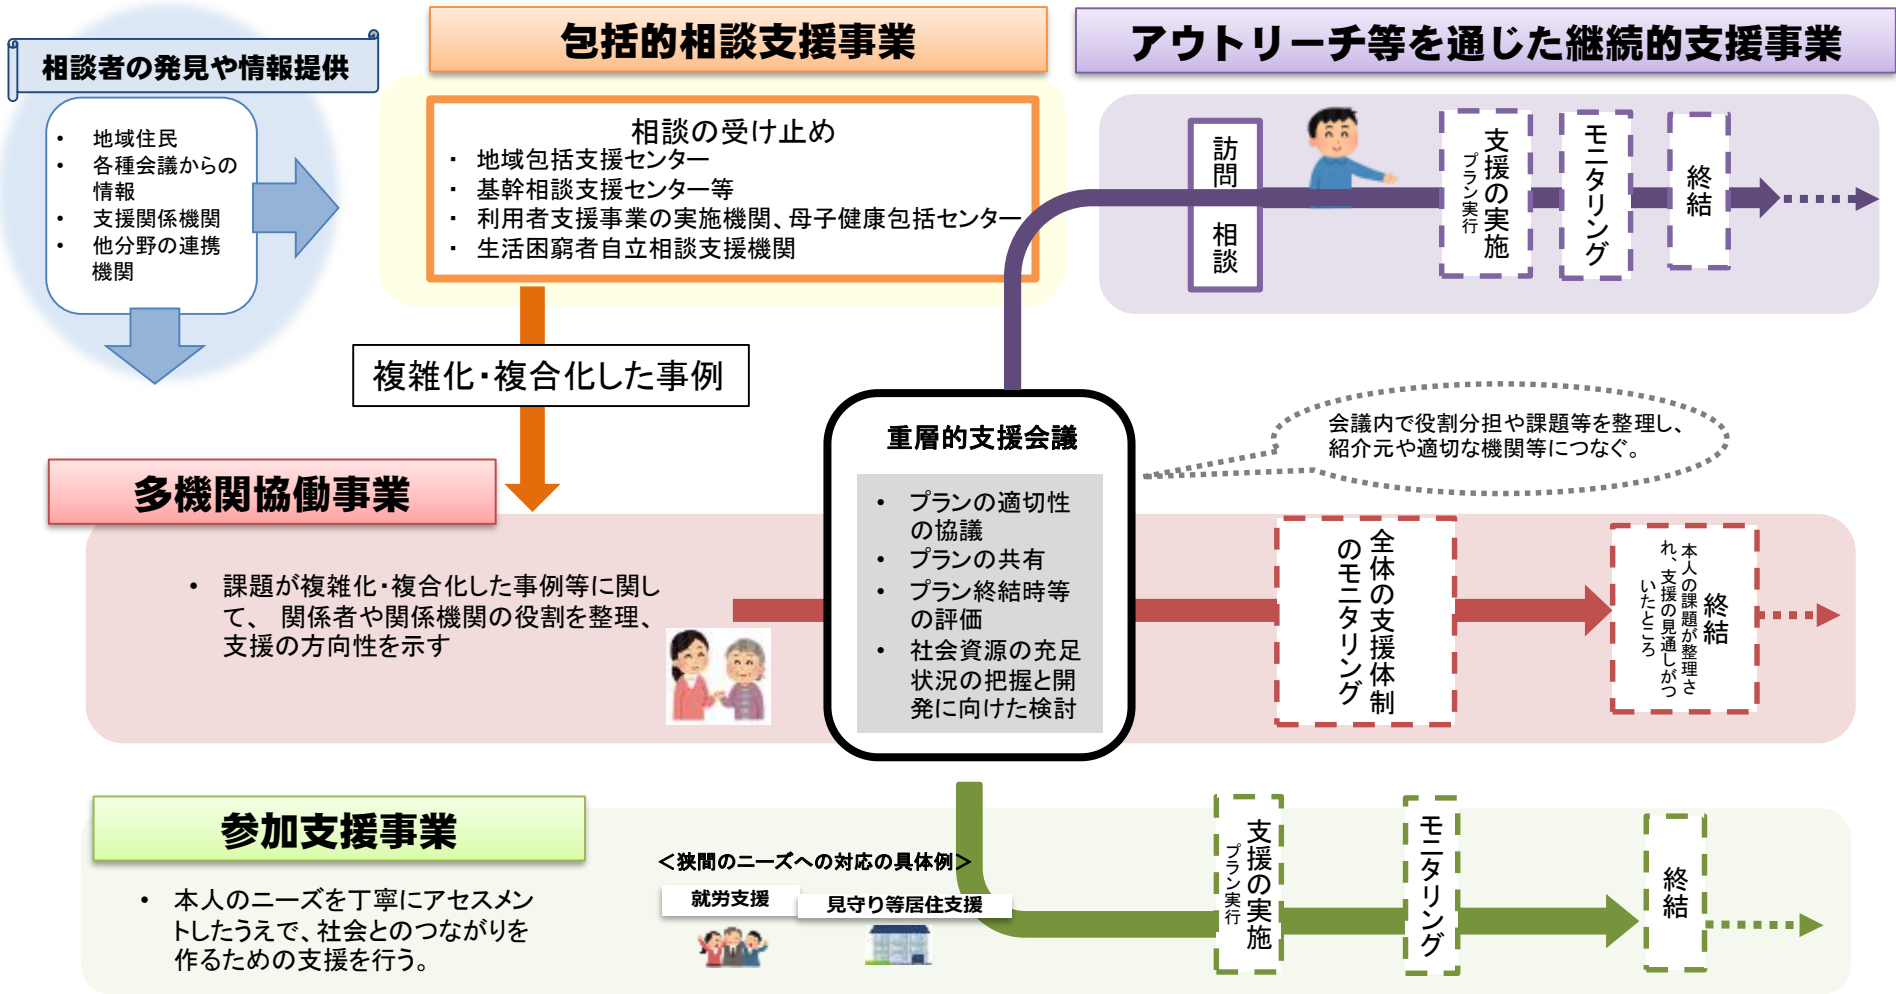 相談者の発見や情報提供
• 地域住民
• 各種会議からの
情報
• 支援関係機関
• 他分野の連携
機関
包括的相談支援事業
相談の受け止め
・ 地域包括支援センター
・ 基幹相談支援センター等
・ 利用者支援事業の実施機関、母子健康包括センター
・ 生活困窮者自立相談支援機関
アウトリーチ等を通じた継続的支援事業
訪問 相談
支援の実施
プラン実行
モニタリング
終結
複雑化・複合化した事例
重層的支援会議
• プランの適切性
の協議
• プランの共有
• プラン終結時等
の評価
• 社会資源の充足
状況の把握と開
発に向けた検討
会議内で役割分担や課題等を整理し、
紹介元や適切な機関等につなぐ。
多機関協働事業
• 課題が複雑化・複合化した事例等に関し
て、 関係者や関係機関の役割を整理、
支援の方向性を示す
全体の支援体制
のモニタリング
終結
本人の課題が整理さ
れ、支援の見通しがつ
いたところ
参加支援事業
• 本人のニーズを丁寧にアセスメン
トしたうえで、社会とのつながりを
作るための支援を行う。
＜狭間のニーズへの対応の具体例＞
就労支援
見守り等居住支援
支援の実施
プラン実行
モニタリング
終結